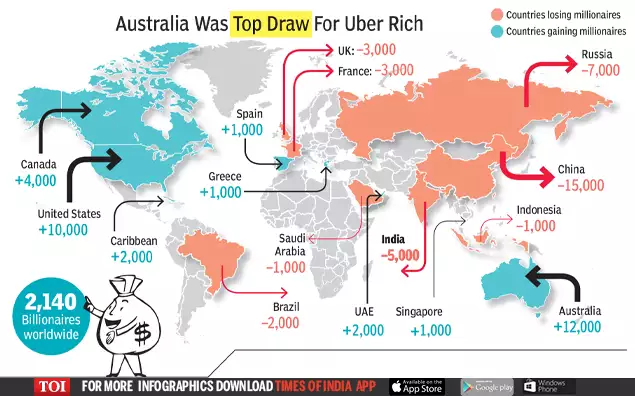 Australia Was Top Draw For Uber Rich
Countries losing millionaires
Countries gaining millionaires
UK: −3,000
France: −3,000
Russia
−7,000
Spain
+1,000
Canada
+4,000
Greece
+1,000
China
−15,000
United States
+10,000
Caribbean
+2,000
Saudi
Arabia
−1,000
India
−5,000
Indonesia
−1,000
Brazil
−2,000
UAE
+2,000
Singapore
+1,000
Australia
+12,000
2,140
Billionaires
worldwide
$
TOI FOR MORE INFOGRAPHICS DOWNLOAD TIMES OF INDIA APP
Available on the
App Store
Google play
Windows
Phone